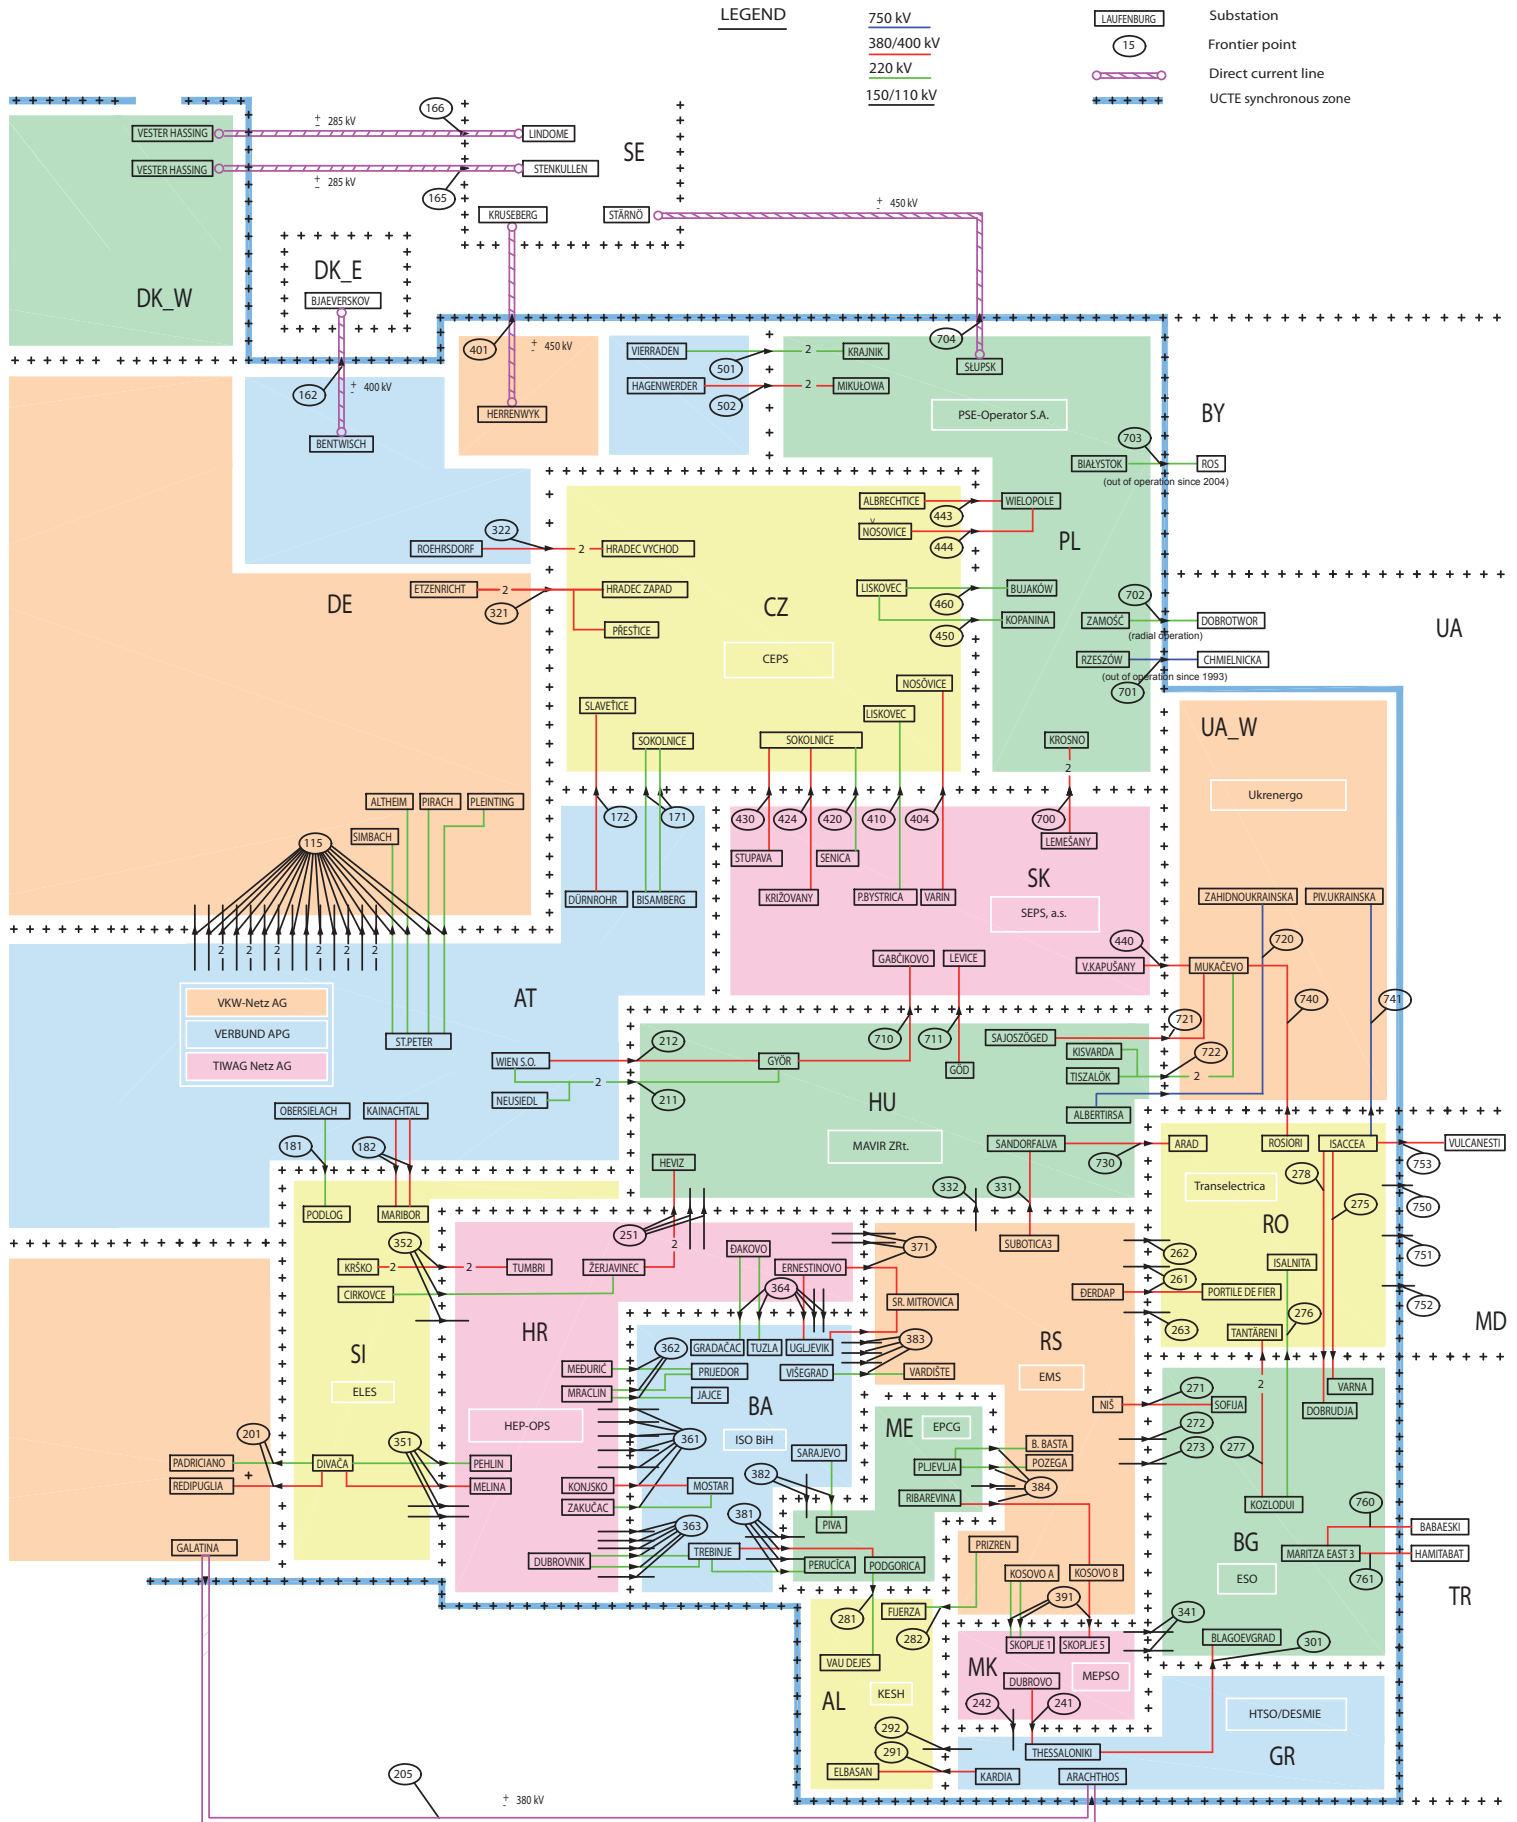 LEGEND
750 kV
380/400 kV
220 kV
150/110 kV
LAUFENBURG
Substation
15
Frontier point
Direct current line
UCTE synchronous zone
166
VESTER HASSING
+
- 285 kV
LINDOME
SE
VESTER HASSING
+
- 285 kV
STENKULLEN
165
KRUSEBERG
STÄRNÖ
+
- 450 kV
DK_W
DK_E
BJAEVERSKOV
162
+
- 400 kV
BENTWISCH
401
+
- 450 kV
HERRENWYK
VIERRADEN
2
KRAJNIK
501
HAGENWERDER
2
MIKUŁOWA
502
704
SŁUPSK
PSE-Operator S.A.
BY
703
BIAŁYSTOK
ROS
(out of operation since 2004)
ALBRECHTICE
WIELOPOLE
443
NOSOVICE
444
PL
322
ROEHRSDORF
2
HRADEC VYCHOD
ETZENRICHT
2
HRADEC ZAPAD
321
PŘESŤICE
DE
CZ
CEPS
LISKOVEC
BUJAKÓW
460
KOPANINA
450
702
ZAMOŚĆ
DOBROTWOR
(radial operation)
UA
RZESZÓW
CHMIELNICKA
(out of operation since 1993)
701
NOSŎVICE
SLAVEŤICE
LISKOVEC
SOKOLNICE
SOKOLNICE
KROSNO
2
UA_W
Ukrenergo
ALTHEIM
PIRACH
PLEINTING
SIMBACH
115
172
171
430
424
420
410
404
700
LEMEŠANY
STUPAVA
SENICA
SK
DÜRNROHR
BISAMBERG
KRIŽOVANY
P.BYSTRICA
VARIN
SEPS, a.s.
ZAHIDNOUKRAINSKA
PIV.UKRAINSKA
2
2
2
2
2
720
440
GABČIKOVO
LEVICE
V.KAPUŠANY
MUKAČEVO
VKW-Netz AG
VERBUND APG
TIWAG Netz AG
AT
ST.PETER
740
741
721
212
710
711
SAJOSZÖGED
722
WIEN S.O.
GYÖR
GÖD
KISVARDA
TISZALÖK
2
2
NEUSIEDL
211
HU
ALBERTIRSA
OBERSIELACH
KAINACHTAL
181
182
MAVIR ZRt.
SANDORFALVA
ARAD
ROSIORI
ISACCEA
VULCANESTI
730
753
HEVIZ
278
Transelectrica
332
331
275
750
PODLOG
MARIBOR
RO
352
251
2
ĐAKOVO
371
SUBOTICA3
262
751
KRŠKO
2
2
TUMBRI
ŽERJAVINEC
ERNESTINOVO
261
ISALNITA
CIRKOVCE
364
SR. MITROVICA
ĐERDAP
PORTILE DE FIER
752
276
MD
HR
263
TANTĂRENI
RS
SI
362
GRADAČAC
TUZLA
UGLJEVIK
383
MEĐURIĆ
PRIJEDOR
VIŠEGRAD
VARDIŠTE
EMS
2
271
VARNA
ELES
MRACLIN
JAJCE
BA
NIŠ
SOFIJA
DOBRUDJA
HEP-OPS
ME
EPCG
272
201
351
361
ISO BiH
SARAJEVO
B. BASTA
273
277
PADRICIANO
DIVAČA
PEHLIN
382
PLJEVLJA
POZEGA
+
REDIPUGLIA
MELINA
KONJSKO
MOSTAR
384
ZAKUČAC
RIBAREVINA
KOZLODUI
760
363
381
PIVA
BABAESKI
GALATINA
PRIZREN
BG
DUBROVNIK
TREBINJE
MARITZA EAST 3
HAMITABAT
PERUCÍCA
PODGORICA
KOSOVO A
KOSOVO B
ESO
761
TR
281
FIJERZA
391
341
282
SKOPLJE 1
SKOPLJE 5
BLAGOEVGRAD
301
VAU DEJES
MK
MEPSO
DUBROVO
AL
KESH
242
241
HTSO/DESMIE
292
291
THESSALONIKI
GR
ELBASAN
KARDIA
ARACHTHOS
205
+
- 380 kV